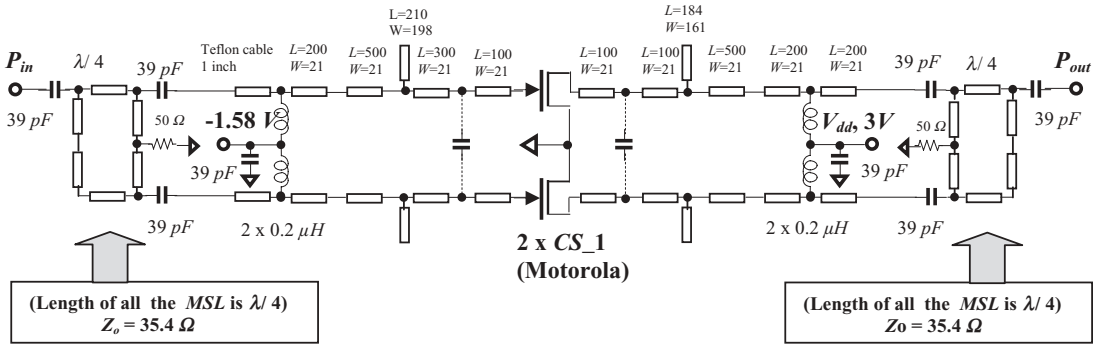 L=210
W=198
L=184
W=161
Teflon cable
1 inch
L=200
W=21
L=500
W=21
L=300
W=21
L=100
W=21
L=100
W=21
L=100
W=21
L=500
W=21
L=200
W=21
L=200
W=21
P_in
λ/ 4
39 pF
39 pF
λ/ 4
P_out
39 pF
50 Ω
-1.58 V
39 pF
V_dd, 3V
39 pF
50 Ω
39 pF
39 pF
2 x 0.2 μH
2 x CS_1
(Motorola)
2 x 0.2 μH
39 pF
(Length of all the MSL is λ/ 4)
Z_o = 35.4 Ω
(Length of all the MSL is λ/ 4)
Zo = 35.4 Ω